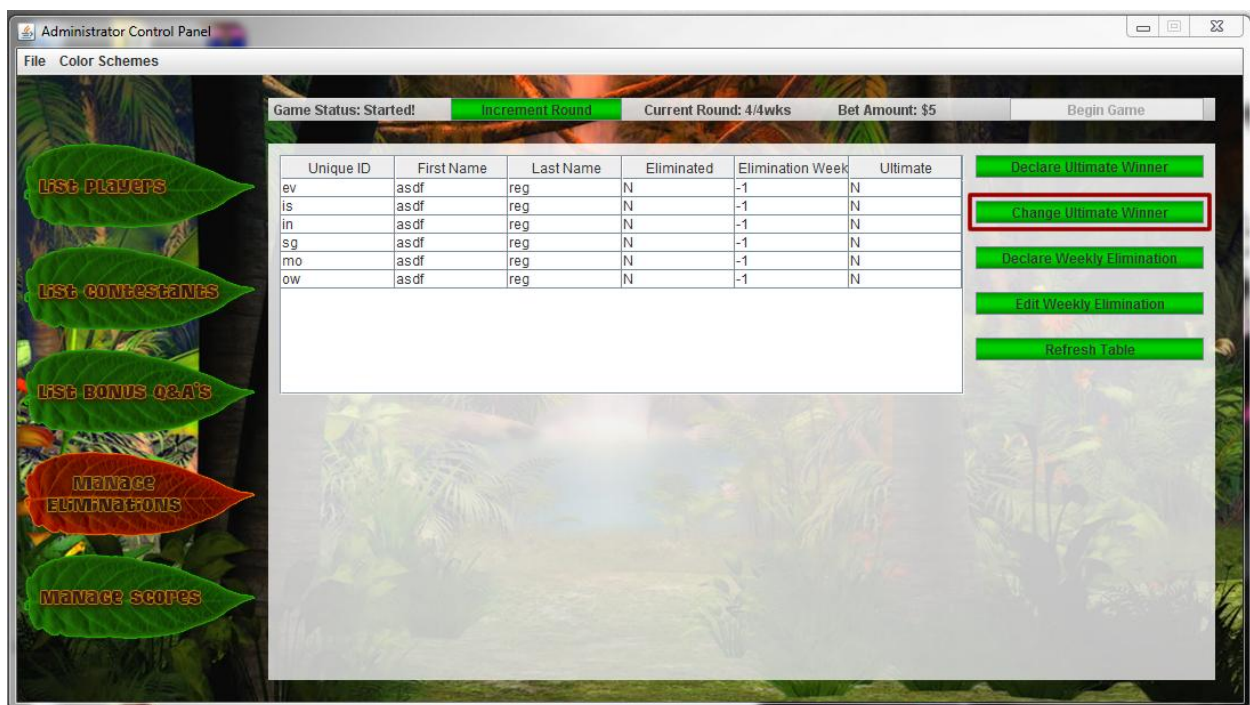 Administrator Control Panel
File Color Schemes
Game Status: Started! Increment Round Current Round: 4/4wks Bet Amount: $5 Begin Game
Unique ID First Name Last Name Eliminated Elimination Week Ultimate
ev asdf reg N -1 N
is asdf reg N -1 N
in asdf reg N -1 N
sg asdf reg N -1 N
mo asdf reg N -1 N
ow asdf reg N -1 N
Declare Ultimate Winner
Change Ultimate Winner
Declare Weekly Elimination
Edit Weekly Elimination
Refresh Table
List Players
List Contestants
List Bonus Q&A's
Manage
Eliminations
Manage Scores